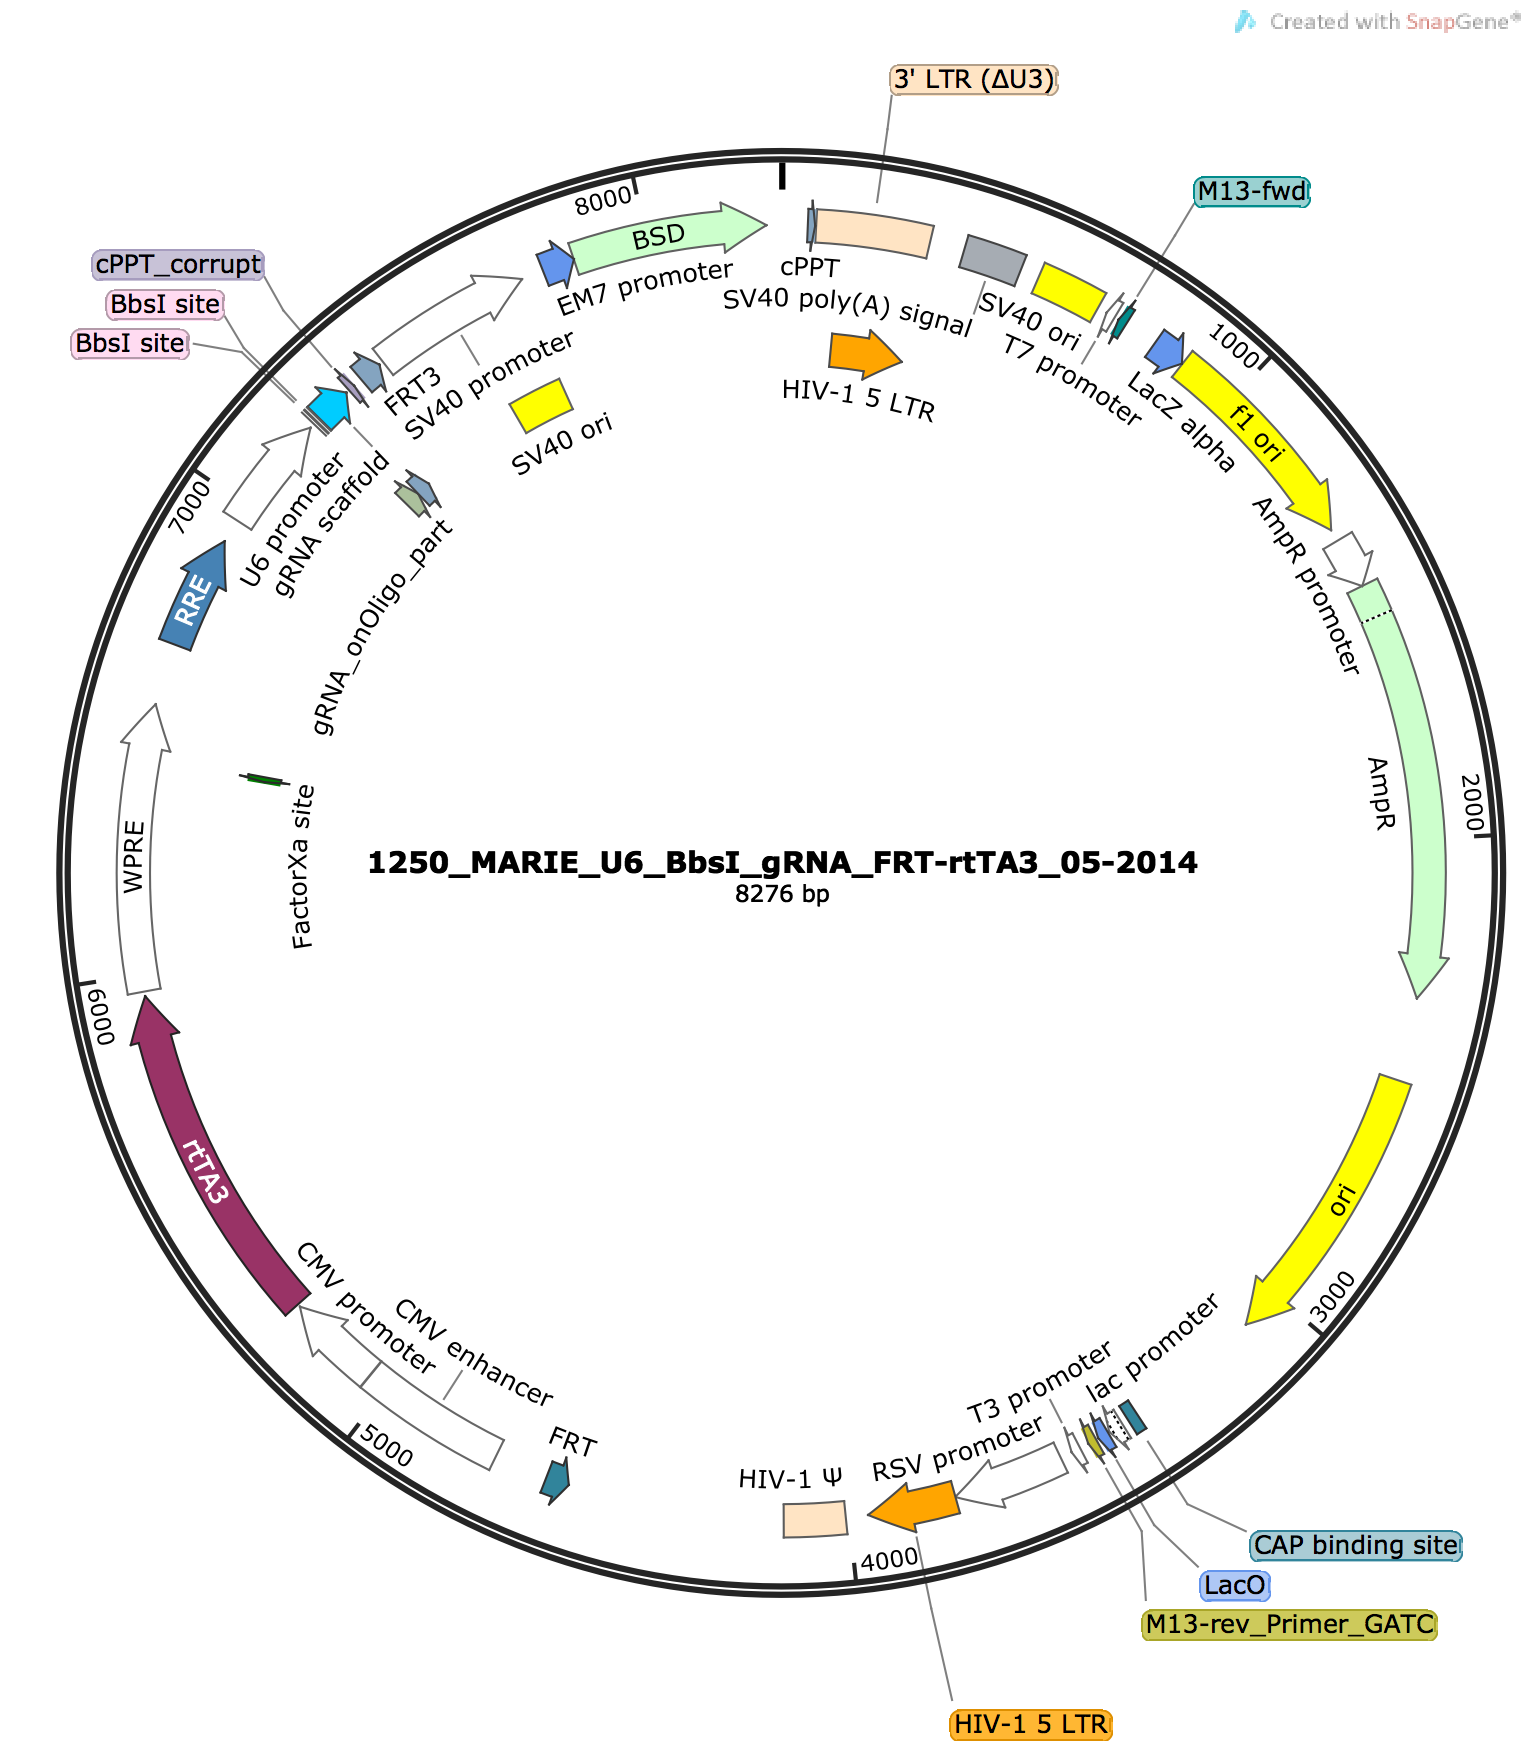 Created with SnapGene®
3' LTR (ΔU3)
M13-fwd
8000
BSD
EM7 promoter
cPPT
SV40 poly(A) signal
SV40 ori
T7 promoter
1000
LacZ alpha
f1 ori
HIV-1 5 LTR
cPPT_corrupt
BbsI site
BbsI site
FRT3
SV40 promoter
SV40 ori
U6 promoter
gRNA scaffold
gRNA_onOligo_part
7000
RRE
AmpR promoter
AmpR
2000
WPRE
FactorXa site
1250_MARIE_U6_BbsI_gRNA_FRT-rtTA3_05-2014
8276 bp
6000
rtTA3
ori
3000
CMV promoter
CMV enhancer
5000
FRT
HIV-1 Ψ
RSV promoter
T3 promoter
lac promoter
4000
CAP binding site
LacO
M13-rev_Primer_GATC
HIV-1 5 LTR